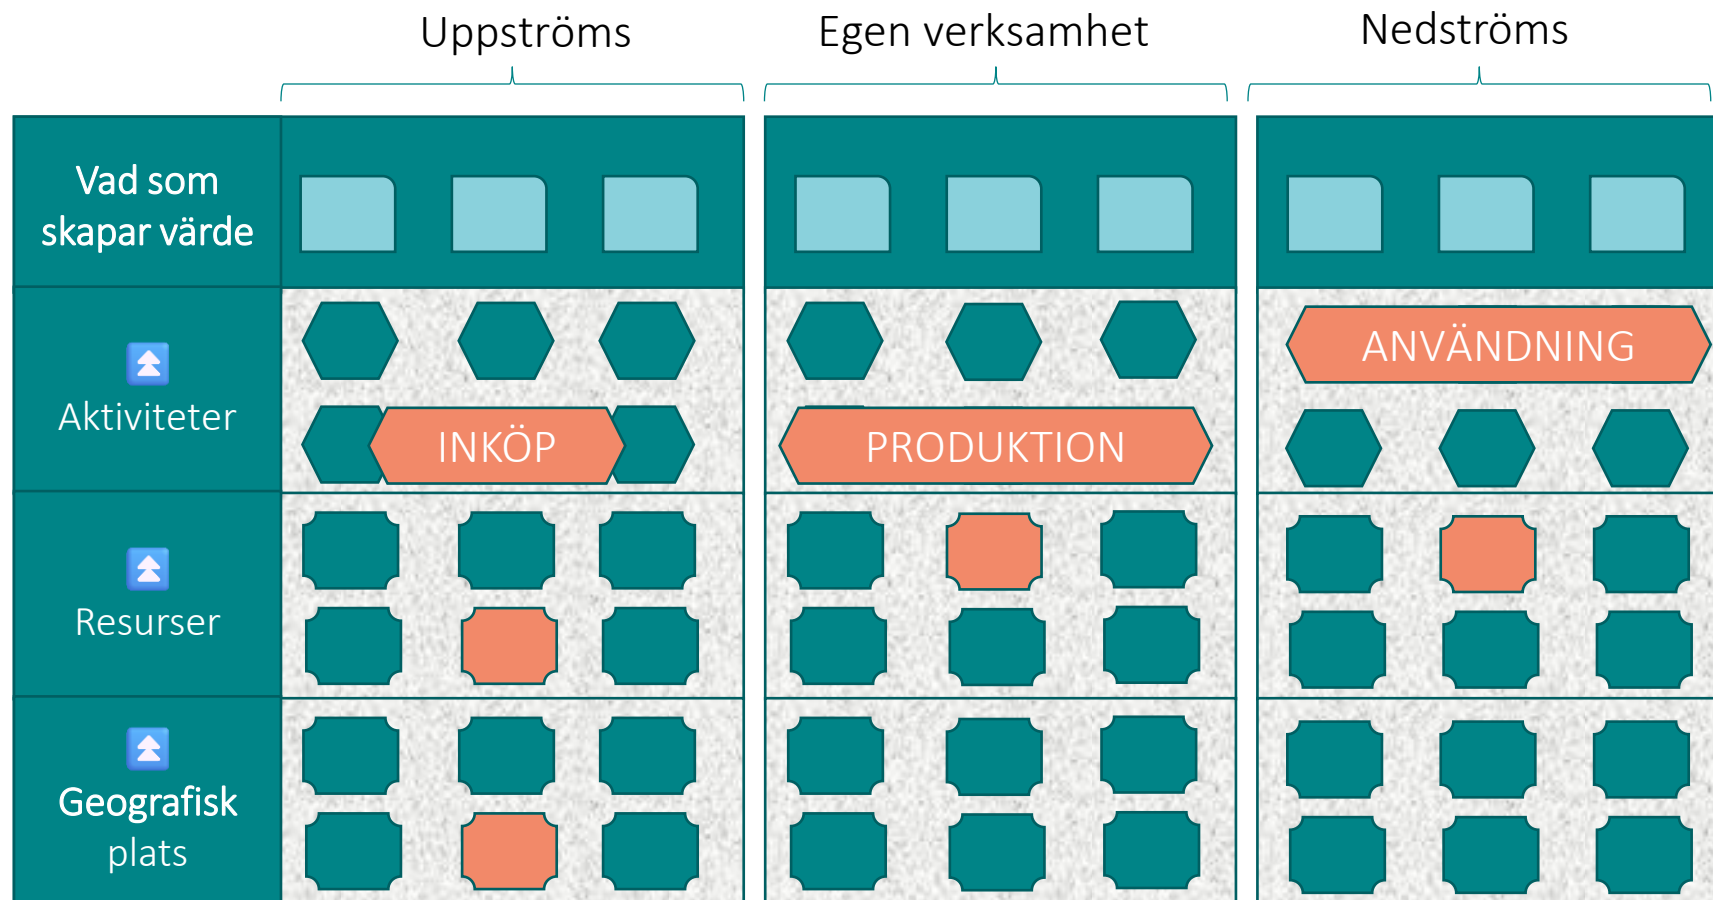 Uppströms
Egen verksamhet
Nedströms
Vad som
skapar värde
Aktiviteter
ANVÄNDNING
INKÖP
PRODUKTION
Resurser
Geografisk
plats